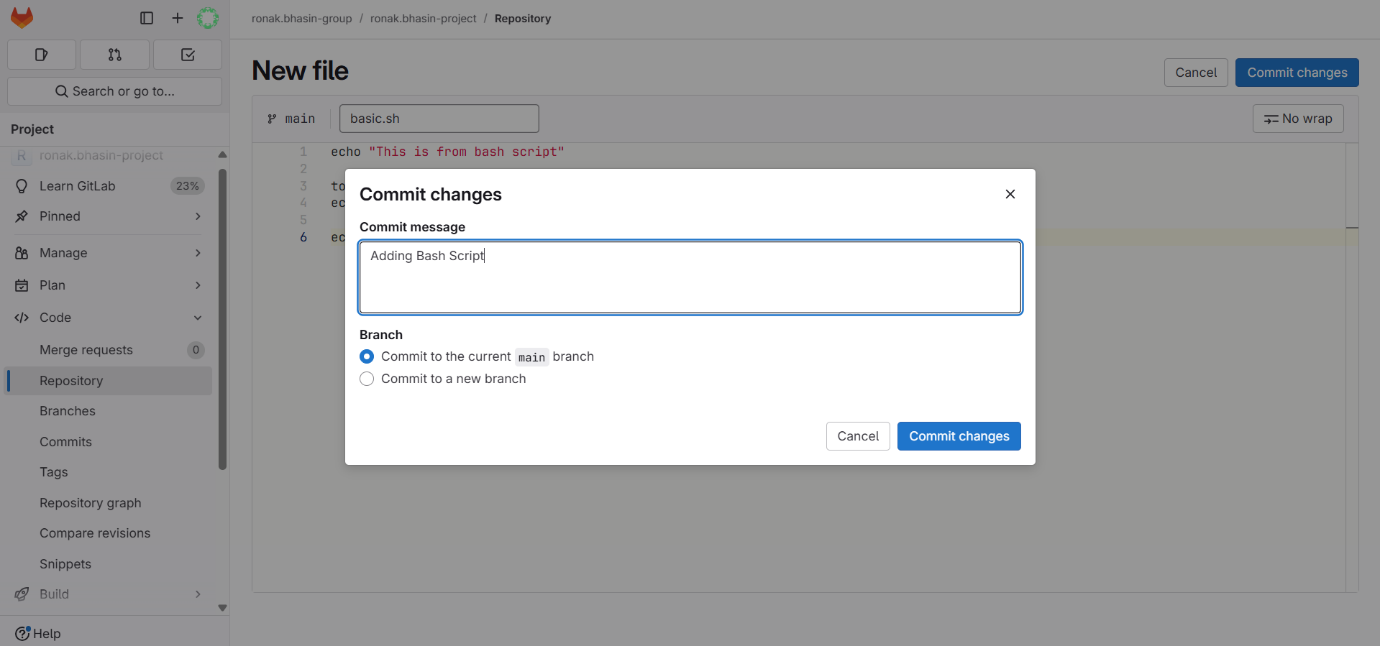 ronak.bhasin-group / ronak.bhasin-project / Repository
Search or go to...
Project
R ronak.bhasin-project
Learn GitLab 23%
Pinned
Manage
Plan
Code
Merge requests 0
Repository
Branches
Commits
Tags
Repository graph
Compare revisions
Snippets
Build
Help
New file
Cancel
Commit changes
main
basic.sh
No wrap
1 echo "This is from bash script"
2
3 to
4 ec
5
6 ec
Commit changes
Commit message
Adding Bash Script
Branch
Commit to the current main branch
Commit to a new branch
Cancel
Commit changes